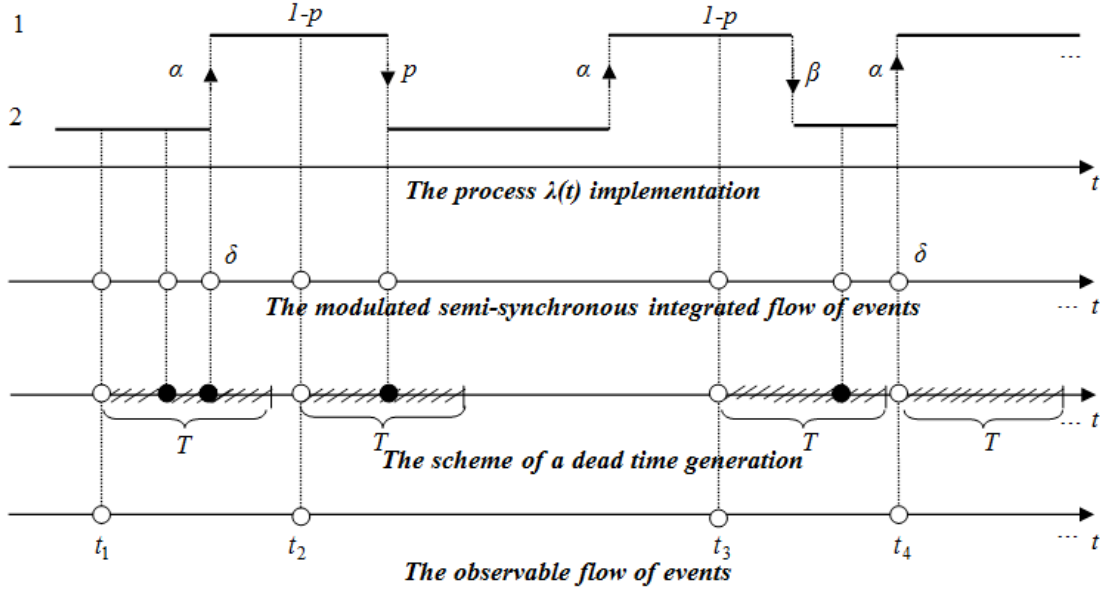 1 1-p 1-p
α p α β α ...
2
t
The process λ(t) implementation
δ δ
The modulated semi-synchronous integrated flow of events ... t
T T T T ... t
The scheme of a dead time generation
t1 t2 t3 t4 ... t
The observable flow of events